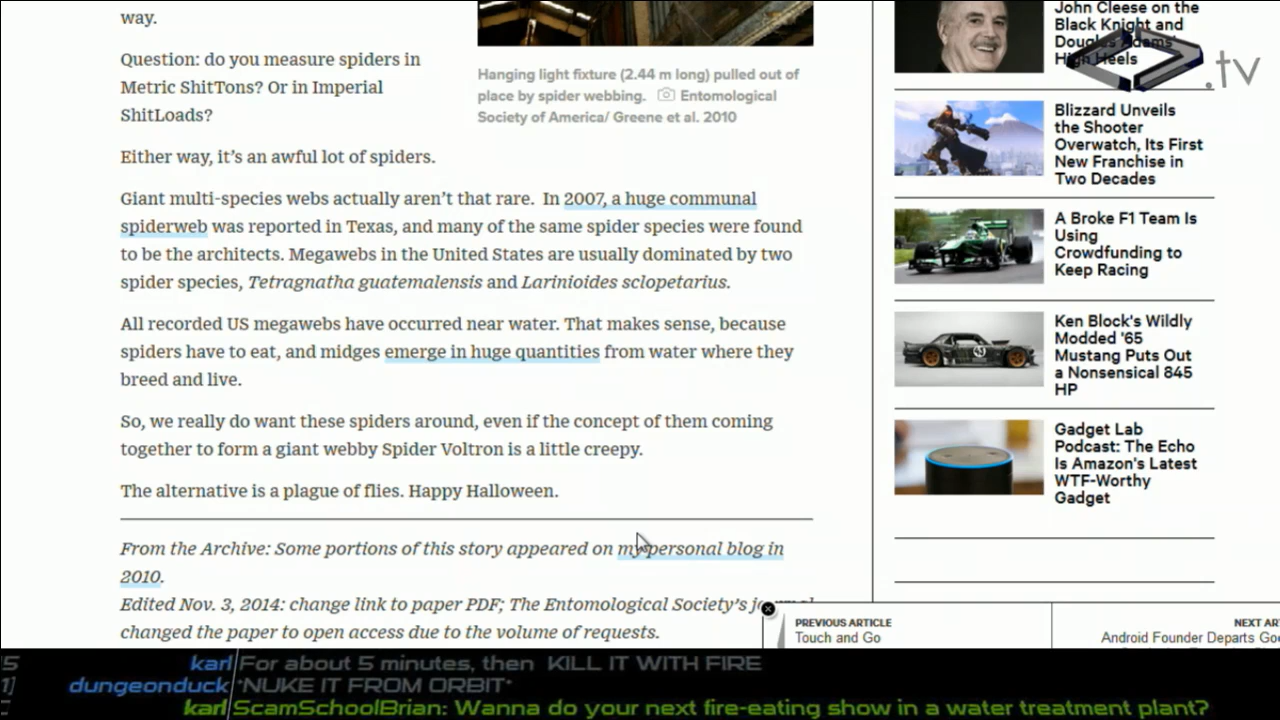 way.
Question: do you measure spiders in
Metric ShitTons? Or in Imperial
ShitLoads?
Either way, it's an awful lot of spiders.
Hanging light fixture (2.44 m long) pulled out of
place by spider webbing. Entomological
Society of America/ Greene et al. 2010
Giant multi-species webs actually aren't that rare. In 2007, a huge communal
spiderweb was reported in Texas, and many of the same spider species were found
to be the architects. Megawebs in the United States are usually dominated by two
spider species, Tetragnatha guatemalensis and Larinioides sclopetarius.
All recorded US megawebs have occurred near water. That makes sense, because
spiders have to eat, and midges emerge in huge quantities from water where they
breed and live.
So, we really do want these spiders around, even if the concept of them coming
together to form a giant webby Spider Voltron is a little creepy.
The alternative is a plague of flies. Happy Halloween.
From the Archive: Some portions of this story appeared on my personal blog in
2010.
Edited Nov. 3, 2014: change link to paper PDF; The Entomological Society's journal
changed the paper to open access due to the volume of requests.
John Cleese on the
Black Knight and
Douglas Adams'
High Heels
.tv
Blizzard Unveils
the Shooter
Overwatch, Its First
New Franchise in
Two Decades
A Broke F1 Team Is
Using
Crowdfunding to
Keep Racing
Ken Block's Wildly
Modded '65
Mustang Puts Out
a Nonsensical 845
HP
Gadget Lab
Podcast: The Echo
Is Amazon's Latest
WTF-Worthy
Gadget
PREVIOUS ARTICLE
Touch and Go
NEXT AR
Android Founder Departs Goo
5 karl For about 5 minutes, then KILL IT WITH FIRE
1] dungeonduck *NUKE IT FROM ORBIT*
karl ScamSchoolBrian: Wanna do your next fire-eating show in a water treatment plant?